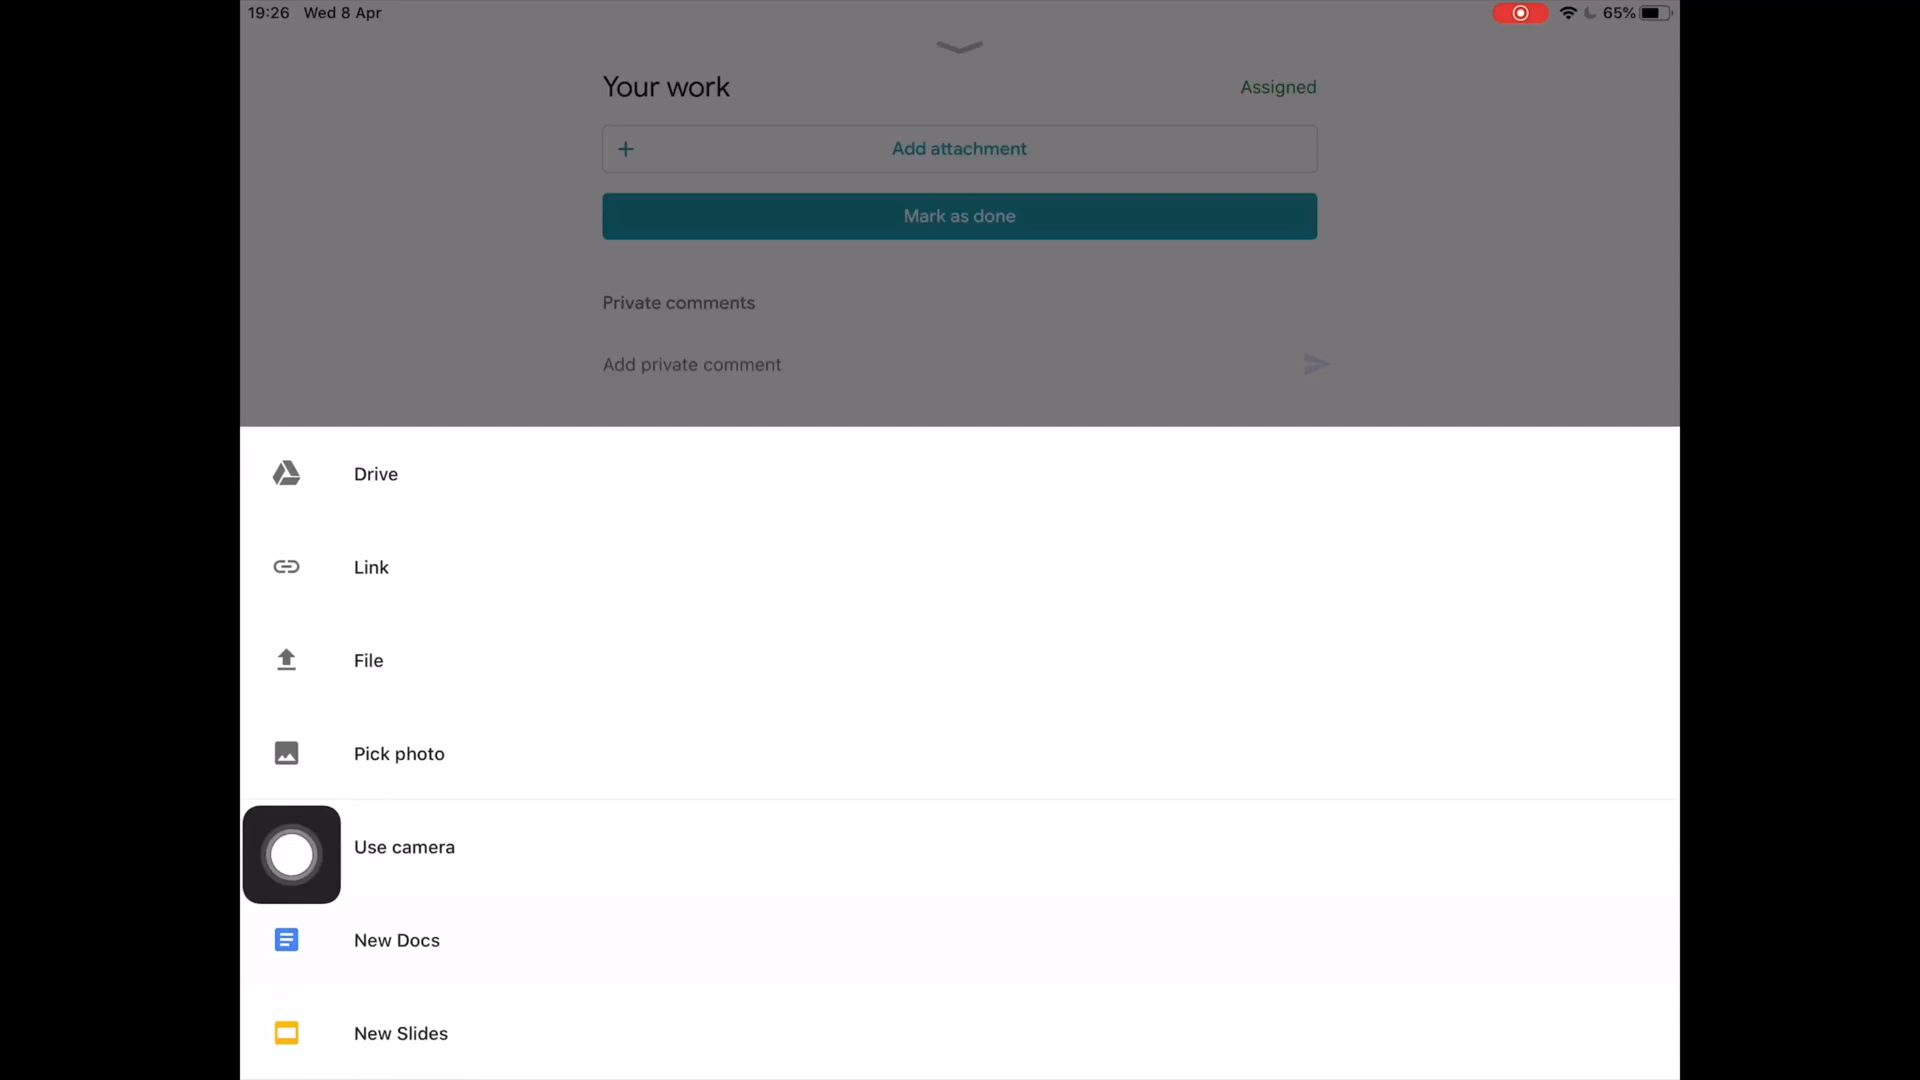 19:26 Wed 8 Apr 65%
Your work Assigned
+ Add attachment
Mark as done
Private comments
Add private comment
Drive
Link
File
Pick photo
Use camera
New Docs
New Slides